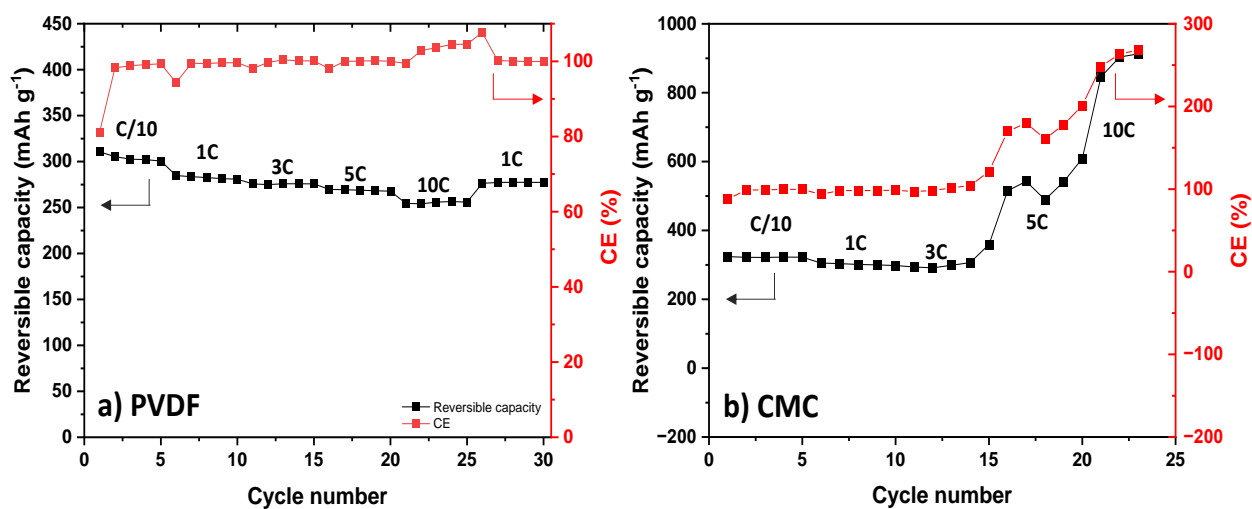 450
400
350
300
250
200
150
100
50
0
Reversible capacity (mAh g⁻¹)
C/10
1C
3C
5C
10C
1C
a) PVDF
Reversible capacity
CE
0
5
10
15
20
25
30
Cycle number
100
80
60
40
20
0
CE (%)
1000
800
600
400
200
0
−200
Reversible capacity (mAh g⁻¹)
C/10
1C
3C
5C
10C
b) CMC
0
5
10
15
20
25
Cycle number
300
200
100
0
−100
−200
CE (%)